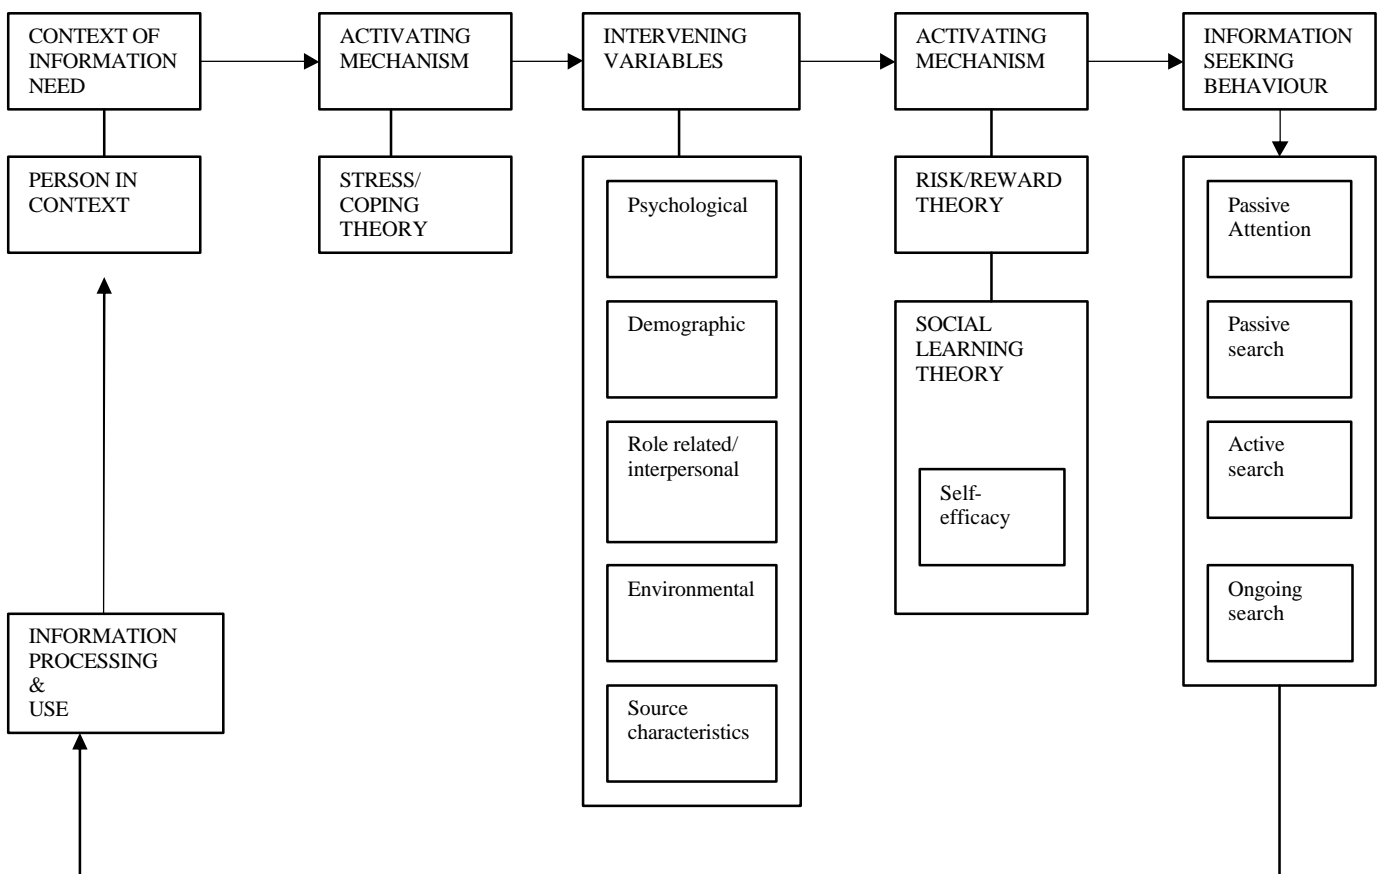 CONTEXT OF
INFORMATION
NEED
ACTIVATING
MECHANISM
INTERVENING
VARIABLES
ACTIVATING
MECHANISM
INFORMATION
SEEKING
BEHAVIOUR
PERSON IN
CONTEXT
STRESS/
COPING
THEORY
Psychological
Demographic
Role related/
interpersonal
Environmental
Source
characteristics
RISK/REWARD
THEORY
SOCIAL
LEARNING
THEORY
Self-
efficacy
Passive
Attention
Passive
search
Active
search
Ongoing
search
INFORMATION
PROCESSING
&
USE